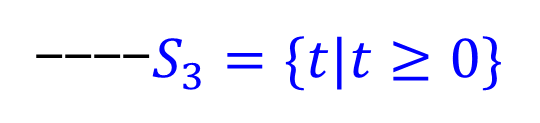 ----S₃ = {t|t ≥ 0}